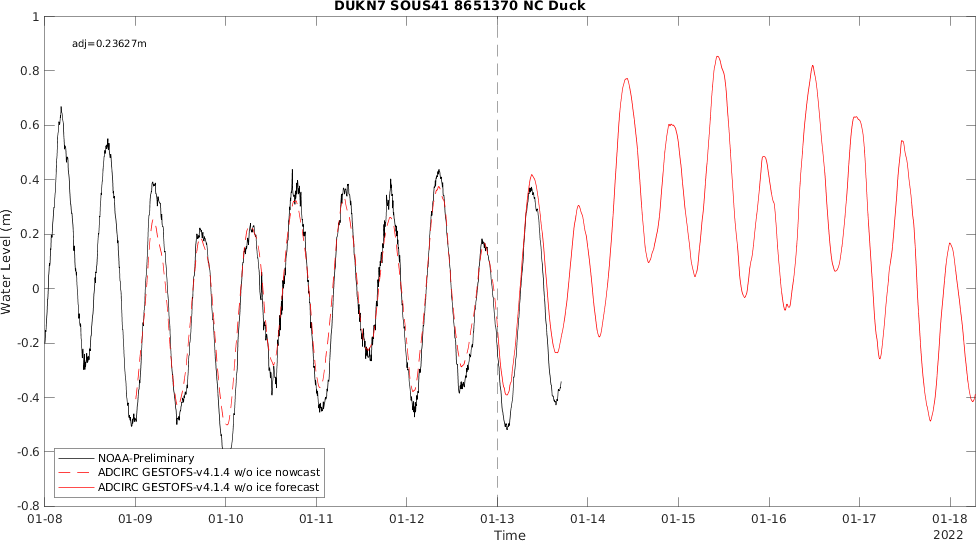 DUKN7 SOUS41 8651370 NC Duck
adj=0.23627m
1
0.8
0.6
0.4
0.2
0
-0.2
-0.4
-0.6
-0.8
Water Level (m)
NOAA-Preliminary
ADCIRC GESTOFS-v4.1.4 w/o ice nowcast
ADCIRC GESTOFS-v4.1.4 w/o ice forecast
01-08 01-09 01-10 01-11 01-12 01-13 01-14 01-15 01-16 01-17 01-18
Time
2022